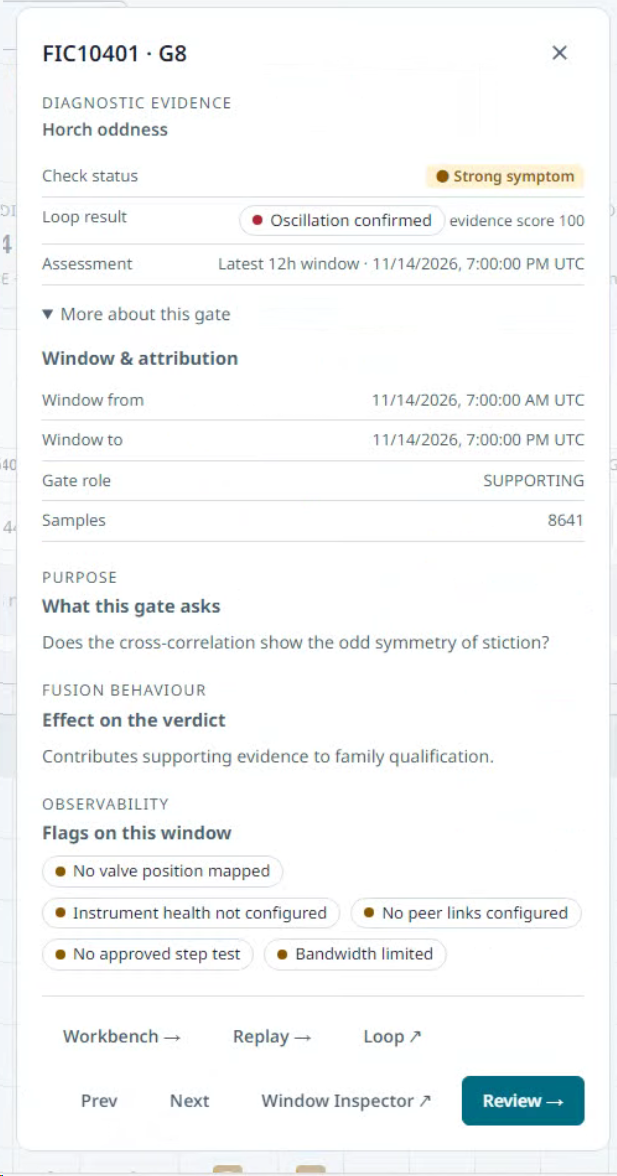 FIC10401 · G8 ✕
DIAGNOSTIC EVIDENCE
Horch oddness
Check status Strong symptom
Loop result Oscillation confirmed evidence score 100
Assessment Latest 12h window · 11/14/2026, 7:00:00 PM UTC
▼ More about this gate
Window & attribution
Window from 11/14/2026, 7:00:00 AM UTC
Window to 11/14/2026, 7:00:00 PM UTC
Gate role SUPPORTING
Samples 8641
PURPOSE
What this gate asks
Does the cross-correlation show the odd symmetry of stiction?
FUSION BEHAVIOUR
Effect on the verdict
Contributes supporting evidence to family qualification.
OBSERVABILITY
Flags on this window
No valve position mapped
Instrument health not configured No peer links configured
No approved step test Bandwidth limited
Workbench → Replay → Loop ↗
Prev Next Window Inspector ↗ Review →